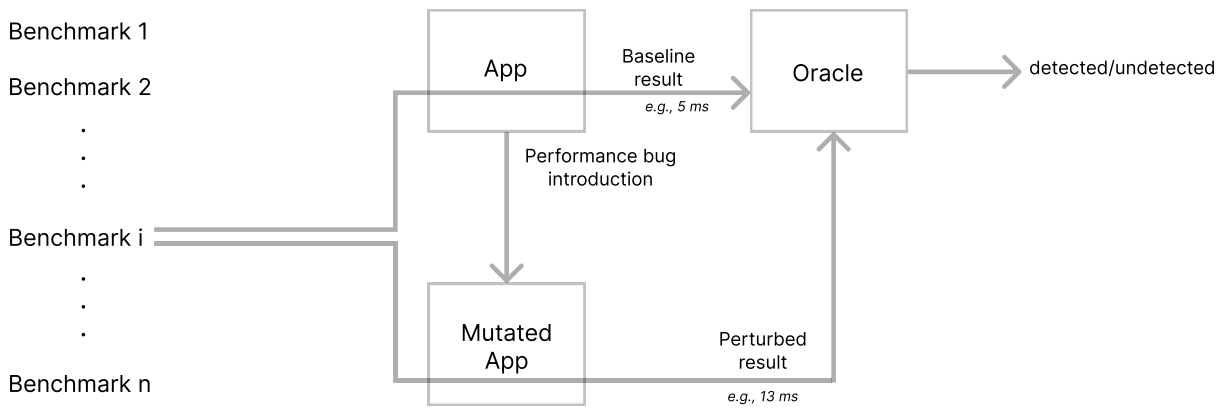 Benchmark 1
Benchmark 2
.
.
.
Benchmark i
.
.
.
Benchmark n
App
Baseline
result
e.g., 5 ms
Performance bug
introduction
Mutated
App
Perturbed
result
e.g., 13 ms
Oracle
detected/undetected